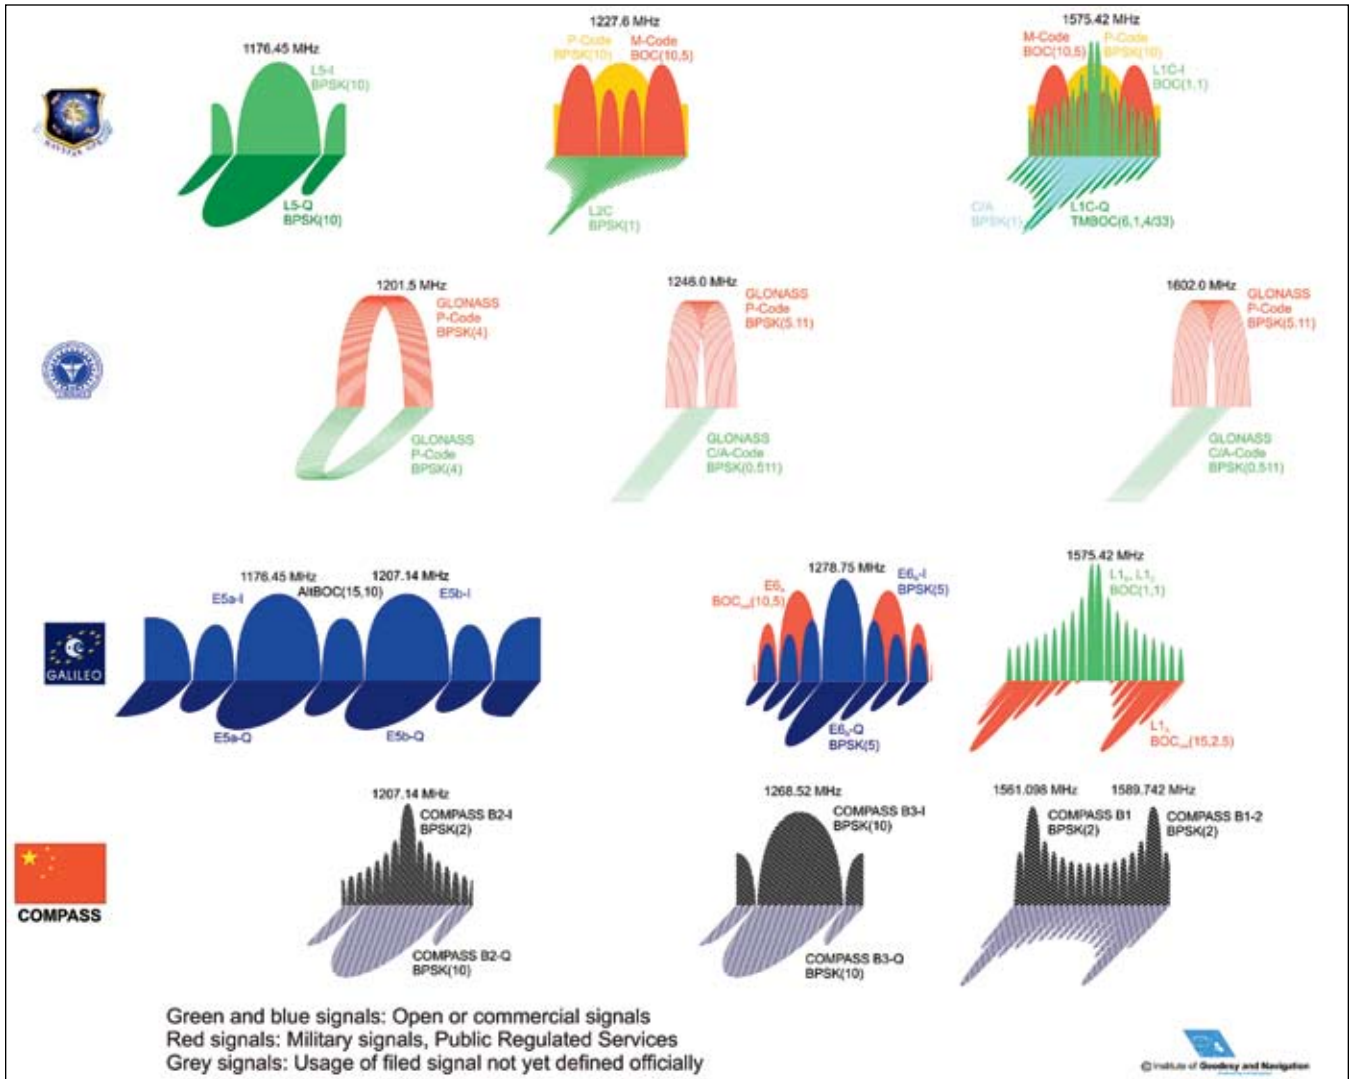 1176.45 MHz
L5-I
BPSK(10)
L5-Q
BPSK(10)
1227.6 MHz
P-Code
BPSK(10)
M-Code
BOC(10,5)
L2C
BPSK(1)
1575.42 MHz
M-Code
BOC(10,5)
P-Code
BPSK(10)
L1C-I
BOC(1,1)
C/A
BPSK(1)
L1C-Q
TMBOC(6,1,4/33)
NAVSTAR GPS
1201.5 MHz
GLONASS
P-Code
BPSK(4)
GLONASS
P-Code
BPSK(4)
1246.0 MHz
GLONASS
P-Code
BPSK(5.11)
GLONASS
C/A-Code
BPSK(0.511)
1602.0 MHz
GLONASS
P-Code
BPSK(5.11)
GLONASS
C/A-Code
BPSK(0.511)
GALILEO
1176.45 MHz
1207.14 MHz
AltBOC(15,10)
E5a-I
E5b-I
E5a-Q
E5b-Q
1278.75 MHz
BOC (10,5)
BPSK(5)
BPSK(5)
1575.42 MHz
BOC(1,1)
BOC (15,2.5)
COMPASS
1207.14 MHz
COMPASS B2-I
BPSK(2)
COMPASS B2-Q
BPSK(10)
1268.52 MHz
COMPASS B3-I
BPSK(10)
COMPASS B3-Q
BPSK(10)
1561.098 MHz
1589.742 MHz
COMPASS B1
BPSK(2)
COMPASS B1-2
BPSK(2)
Green and blue signals: Open or commercial signals
Red signals: Military signals, Public Regulated Services
Grey signals: Usage of filed signal not yet defined officially
© Institute of Geodesy and Navigation